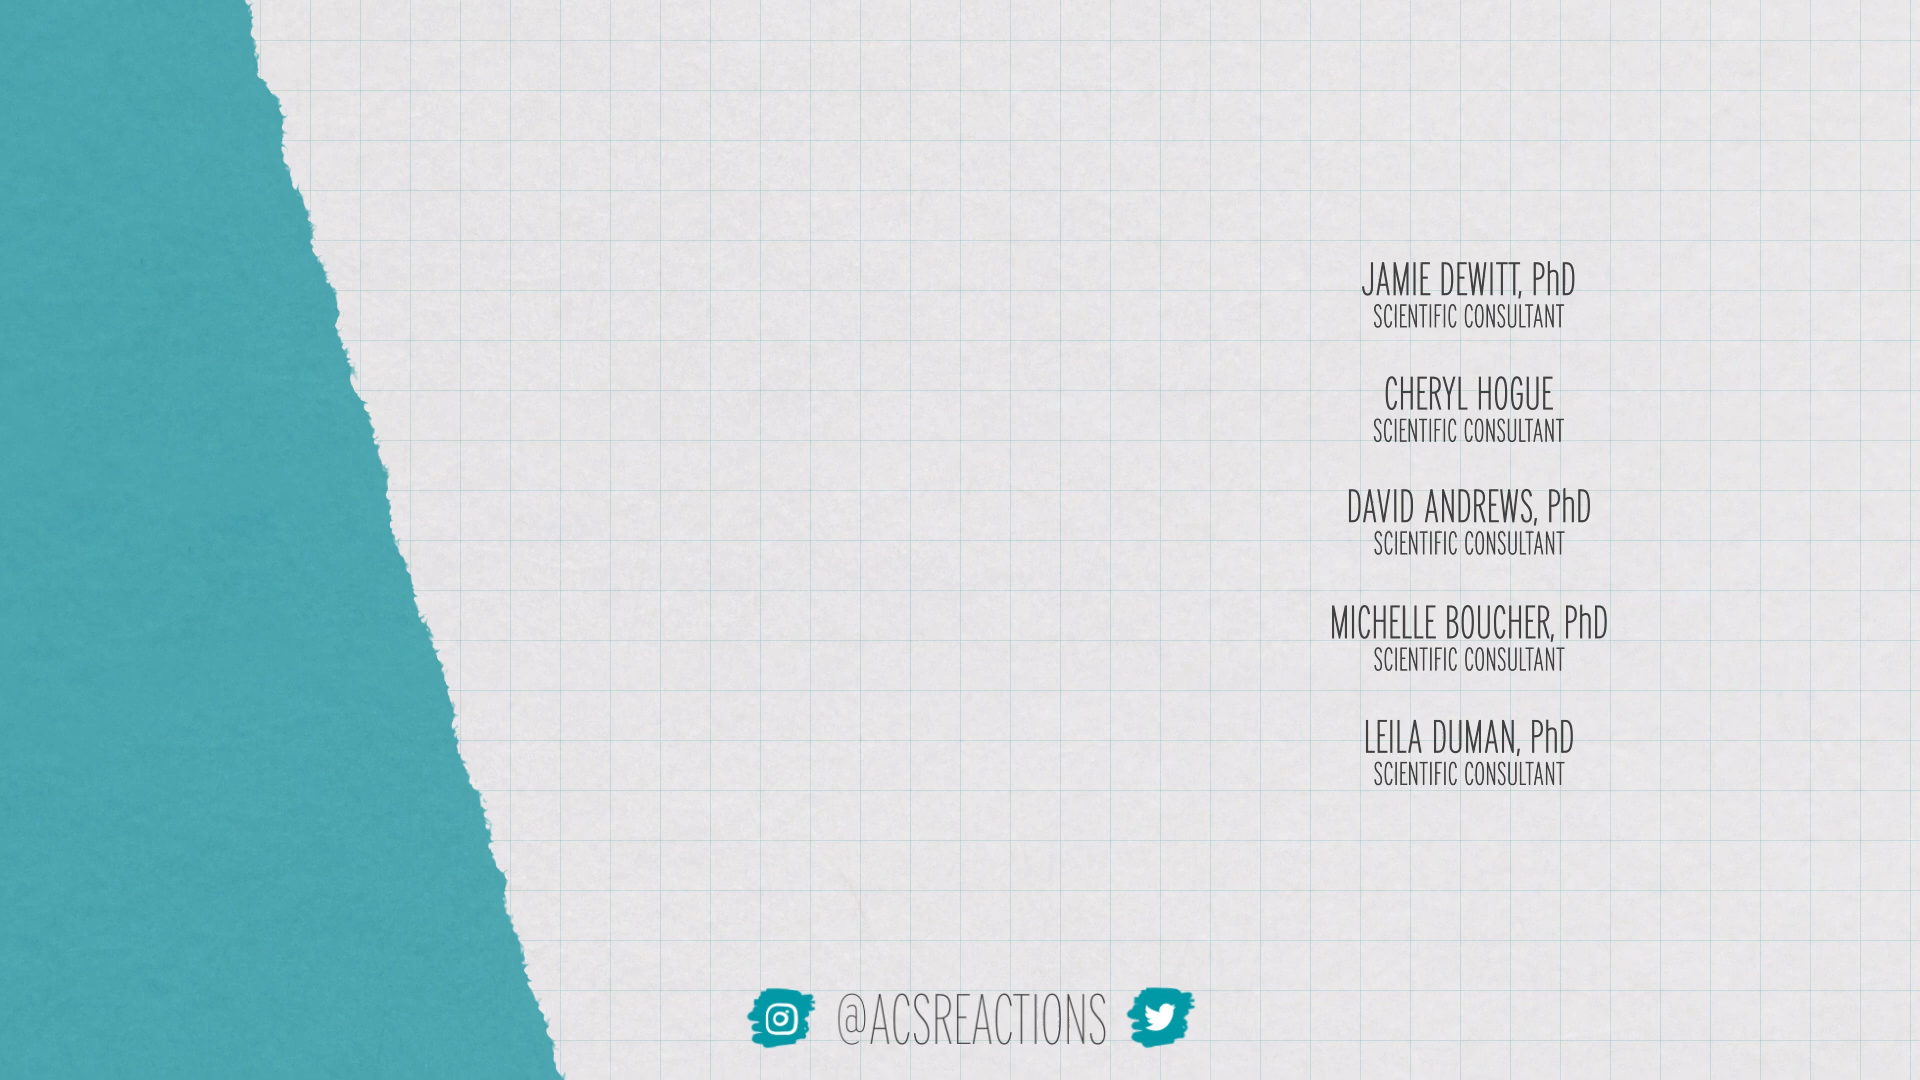 JAMIE DEWITT, PhD
SCIENTIFIC CONSULTANT
CHERYL HOGUE
SCIENTIFIC CONSULTANT
DAVID ANDREWS, PhD
SCIENTIFIC CONSULTANT
MICHELLE BOUCHER, PhD
SCIENTIFIC CONSULTANT
LEILA DUMAN, PhD
SCIENTIFIC CONSULTANT
@ACSREACTIONS